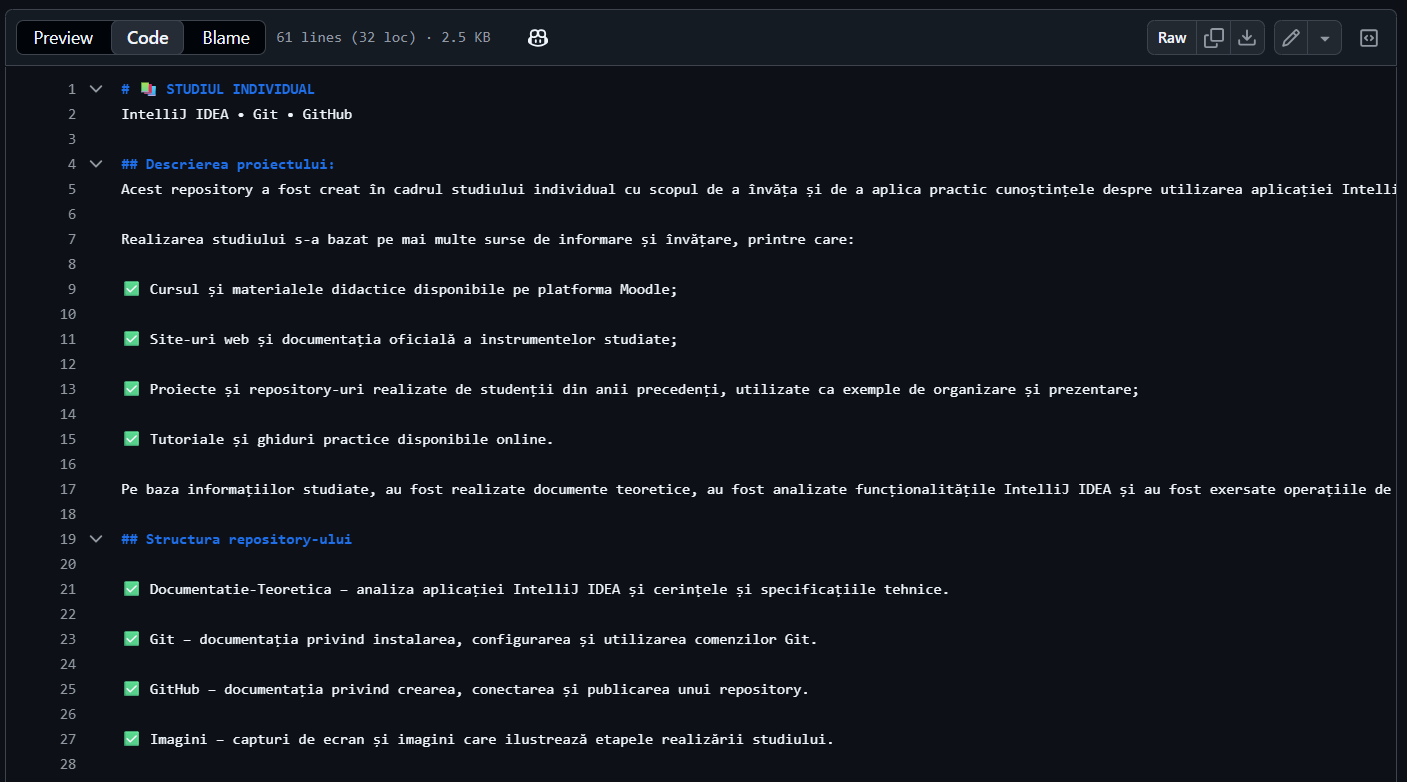 Preview Code Blame 61 lines (32 loc) · 2.5 KB Raw
1 # 📚 STUDIUL INDIVIDUAL
2 IntelliJ IDEA • Git • GitHub
3
4 ## Descrierea proiectului:
5 Acest repository a fost creat în cadrul studiului individual cu scopul de a învăța și de a aplica practic cunoștințele despre utilizarea aplicației Intelli
6
7 Realizarea studiului s-a bazat pe mai multe surse de informare și învățare, printre care:
8
9 ✅ Cursul și materialele didactice disponibile pe platforma Moodle;
10
11 ✅ Site-uri web și documentația oficială a instrumentelor studiate;
12
13 ✅ Proiecte și repository-uri realizate de studenții din anii precedenți, utilizate ca exemple de organizare și prezentare;
14
15 ✅ Tutoriale și ghiduri practice disponibile online.
16
17 Pe baza informațiilor studiate, au fost realizate documente teoretice, au fost analizate funcționalitățile IntelliJ IDEA și au fost exersate operațiile de
18
19 ## Structura repository-ului
20
21 ✅ Documentatie-Teoretica – analiza aplicației IntelliJ IDEA și cerințele și specificațiile tehnice.
22
23 ✅ Git – documentația privind instalarea, configurarea și utilizarea comenzilor Git.
24
25 ✅ GitHub – documentația privind crearea, conectarea și publicarea unui repository.
26
27 ✅ Imagini – capturi de ecran și imagini care ilustrează etapele realizării studiului.
28